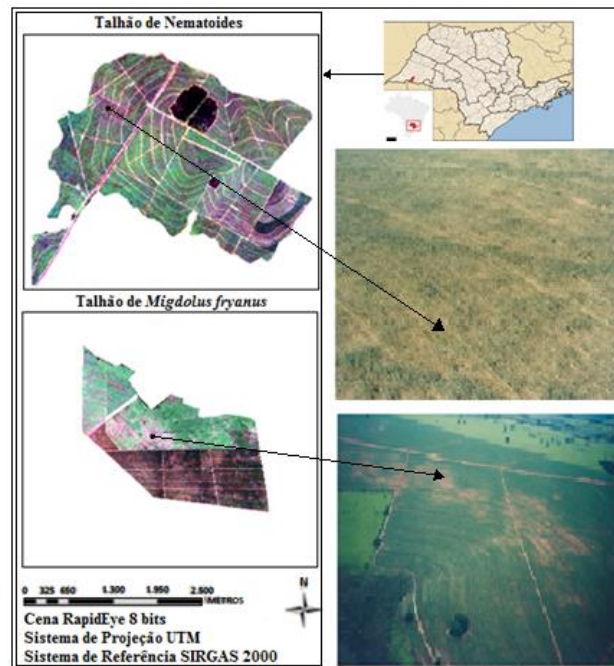 Talhão de Nematoides
Talhão de Migdolus fryanus
0 325 650 1.300 1.950 2.500
METROS
N
Cena RapidEye 8 bits
Sistema de Projeção UTM
Sistema de Referência SIRGAS 2000